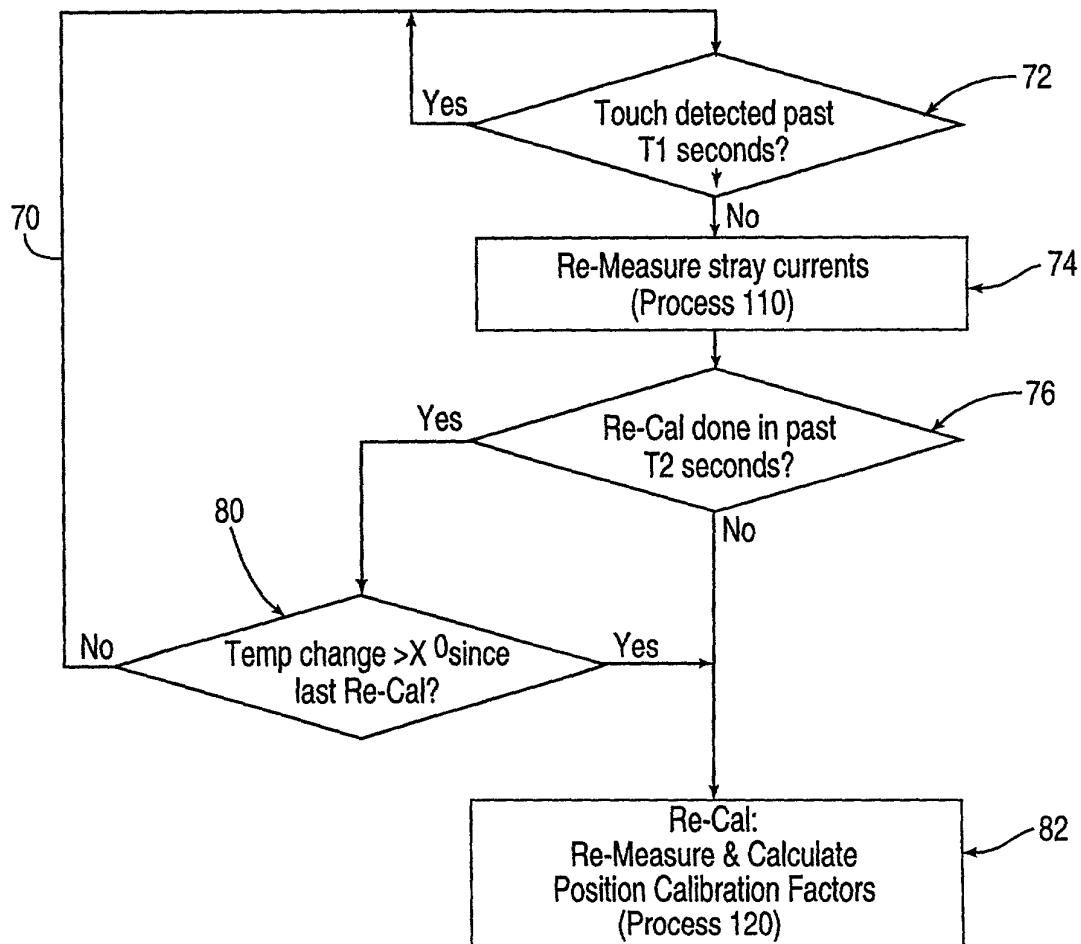 72
Yes
Touch detected past
T1 seconds?
70
No
Re-Measure stray currents
(Process 110)
74
76
Yes
Re-Cal done in past
T2 seconds?
80
No
No
Temp change >X 0 since
last Re-Cal?
Yes
Re-Cal:
Re-Measure & Calculate
Position Calibration Factors
(Process 120)
82